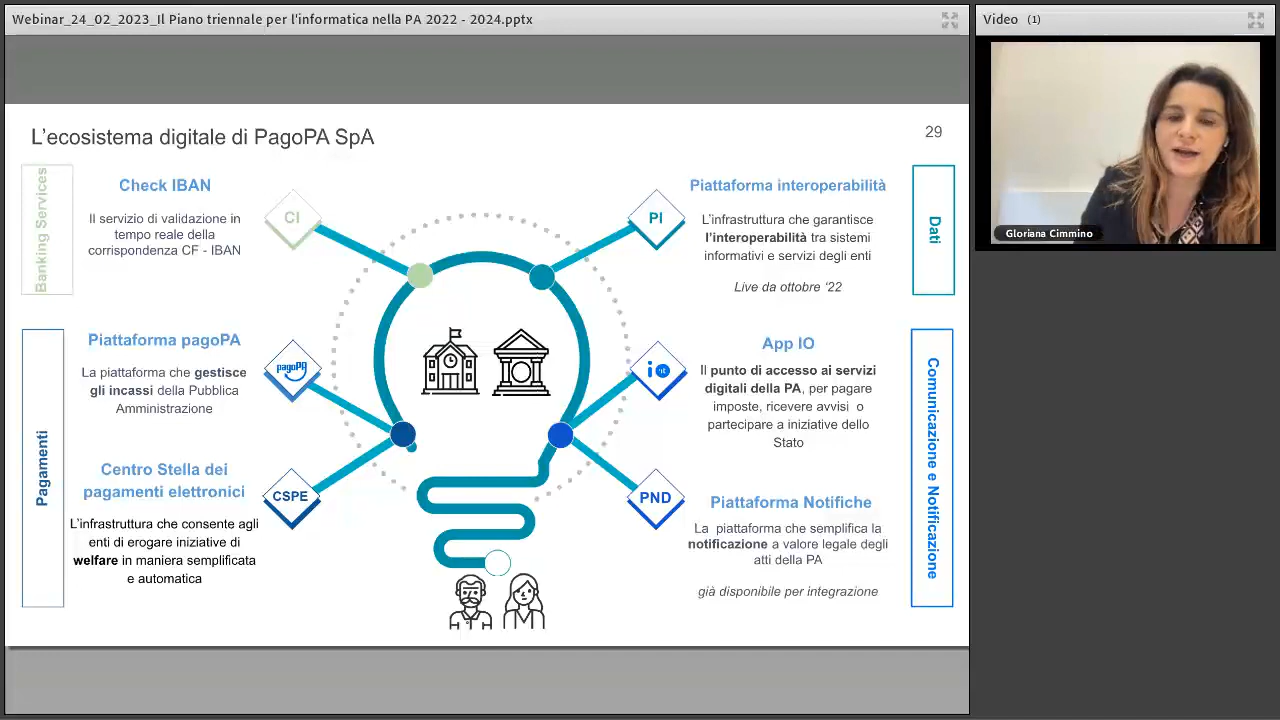 Webinar_24_02_2023_Il Piano triennale per l'informatica nella PA 2022 - 2024.pptx
Video (1)
Gloriana Cimmino
L'ecosistema digitale di PagoPA SpA
29
Banking Services
Check IBAN
Il servizio di validazione in
tempo reale della
corrispondenza CF - IBAN
CI
PI
Piattaforma interoperabilità
L'infrastruttura che garantisce
l'interoperabilità tra sistemi
informativi e servizi degli enti
Live da ottobre '22
Dati
Pagamenti
Piattaforma pagoPA
La piattaforma che gestisce
gli incassi della Pubblica
Amministrazione
pagoPA
Centro Stella dei
pagamenti elettronici
L'infrastruttura che consente agli
enti di erogare iniziative di
welfare in maniera semplificata
e automatica
CSPE
App IO
Il punto di accesso ai servizi
digitali della PA, per pagare
imposte, ricevere avvisi o
partecipare a iniziative dello
Stato
PND
Piattaforma Notifiche
La piattaforma che semplifica la
notificazione a valore legale degli
atti della PA
già disponibile per integrazione
Comunicazione e Notificazione